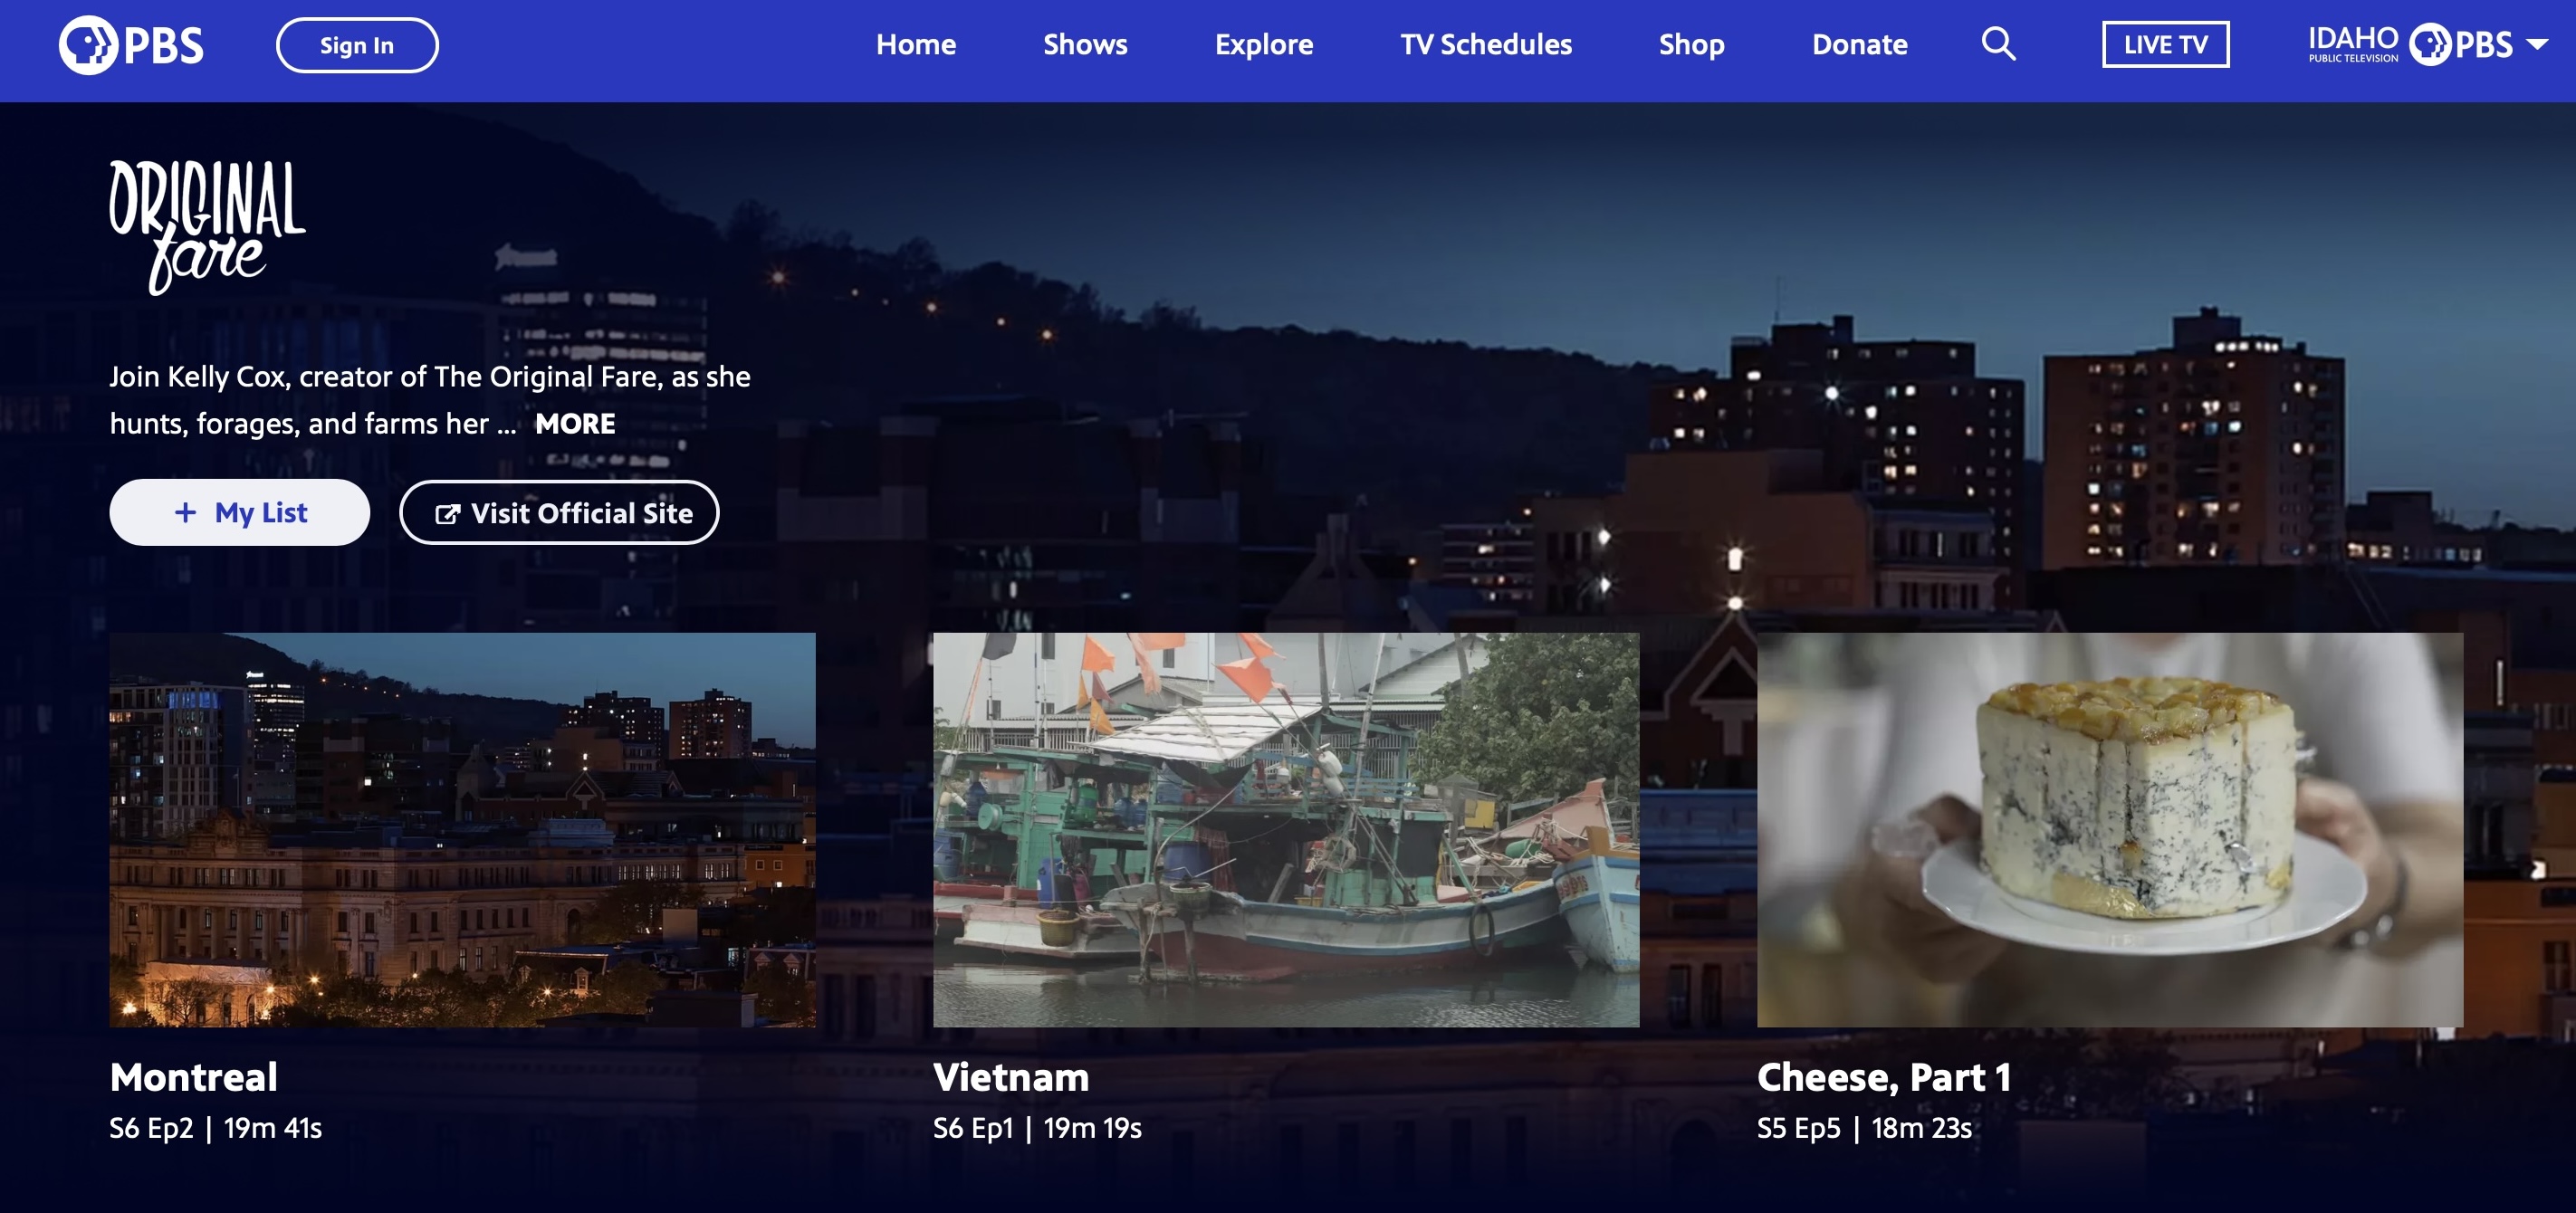 PBS
Sign In
Home
Shows
Explore
TV Schedules
Shop
Donate
LIVE TV
IDAHO
PUBLIC TELEVISION
PBS
ORIGINAL
fare
Join Kelly Cox, creator of The Original Fare, as she
hunts, forages, and farms her ... MORE
+ My List
Visit Official Site
Montreal
S6 Ep2 | 19m 41s
Vietnam
S6 Ep1 | 19m 19s
Cheese, Part 1
S5 Ep5 | 18m 23s